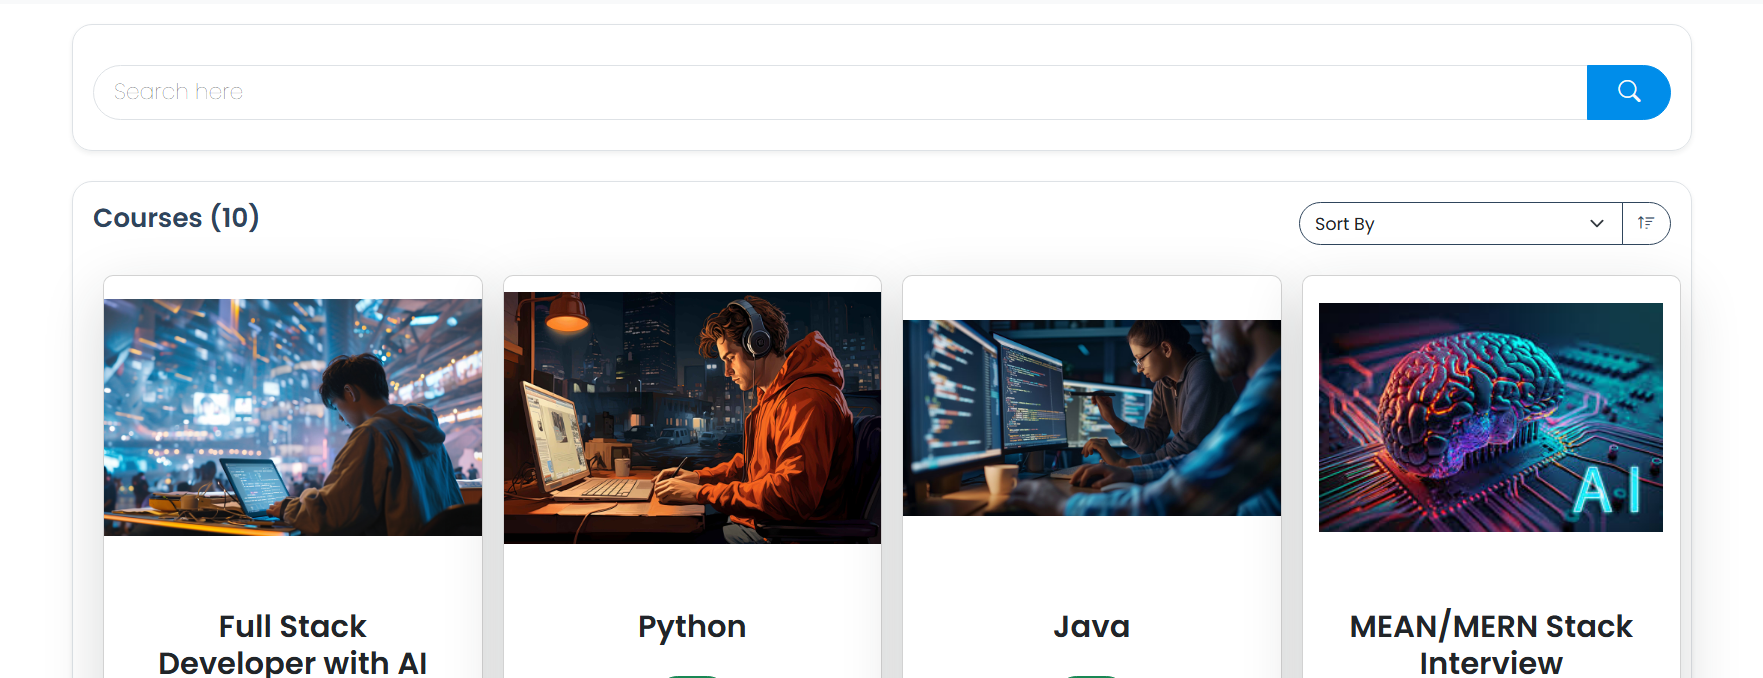 Search here
Courses (10)
Sort By
AI
Full Stack
Developer with AI
Python
Java
MEAN/MERN Stack
Interview